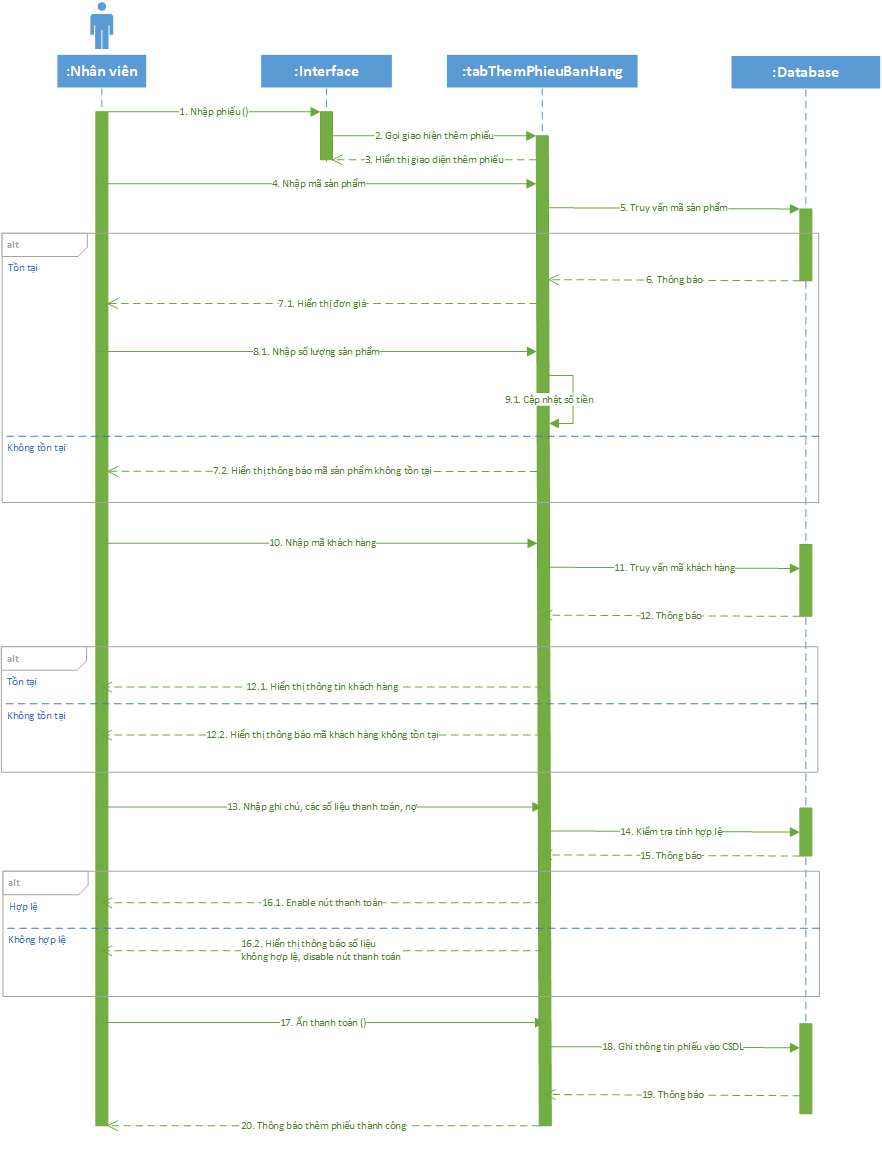 :Nhân viên
:Interface
:tabThemPhieuBanHang
:Database
1. Nhập phiếu ()
2. Gọi giao hiện thêm phiếu
3. Hiển thị giao diện thêm phiếu
4. Nhập mã sản phẩm
5. Truy vấn mã sản phẩm
alt
Tồn tại
6. Thông báo
7.1. Hiển thị đơn giá
8.1. Nhập số lượng sản phẩm
9.1. Cập nhật số tiền
Không tồn tại
7.2. Hiển thị thông báo mã sản phẩm không tồn tại
10. Nhập mã khách hàng
11. Truy vấn mã khách hàng
12. Thông báo
alt
Tồn tại
12.1. Hiển thị thông tin khách hàng
Không tồn tại
12.2. Hiển thị thông báo mã khách hàng không tồn tại
13. Nhập ghi chú, các số liệu thanh toán, nợ
14. Kiểm tra tính hợp lệ
15. Thông báo
alt
Hợp lệ
16.1. Enable nút thanh toán
Không hợp lệ
16.2. Hiển thị thông báo số liệu
không hợp lệ, disable nút thanh toán
17. Ấn thanh toán ()
18. Ghi thông tin phiếu vào CSDL
19. Thông báo
20. Thông báo thêm phiếu thành công